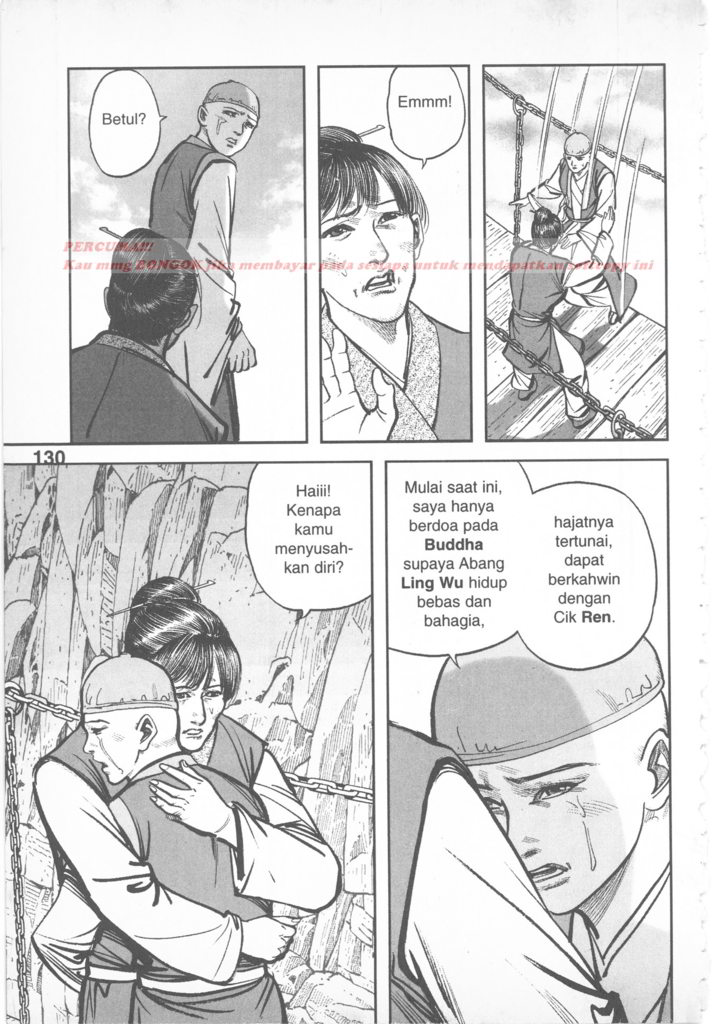 Betul?
Emmm!
PERCUMA!!!
Kau mmg BONGOK jika membayar pada sesiapa untuk mendapatkan softcopy ini
130
Haiii!
Kenapa
kamu
menyusah-
kan diri?
Mulai saat ini,
saya hanya
berdoa pada
Buddha
supaya Abang
Ling Wu hidup
bebas dan
bahagia,
hajatnya
tertunai,
dapat
berkahwin
dengan
Cik Ren.